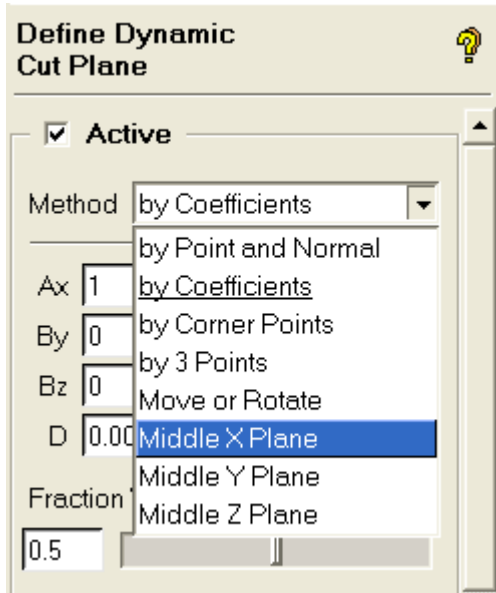 Define Dynamic
Cut Plane
Active
Method by Coefficients
by Point and Normal
by Coefficients
by Corner Points
by 3 Points
Move or Rotate
Middle X Plane
Middle Y Plane
Middle Z Plane
Ax 1
By 0
Bz 0
D 0.00
Fraction
0.5